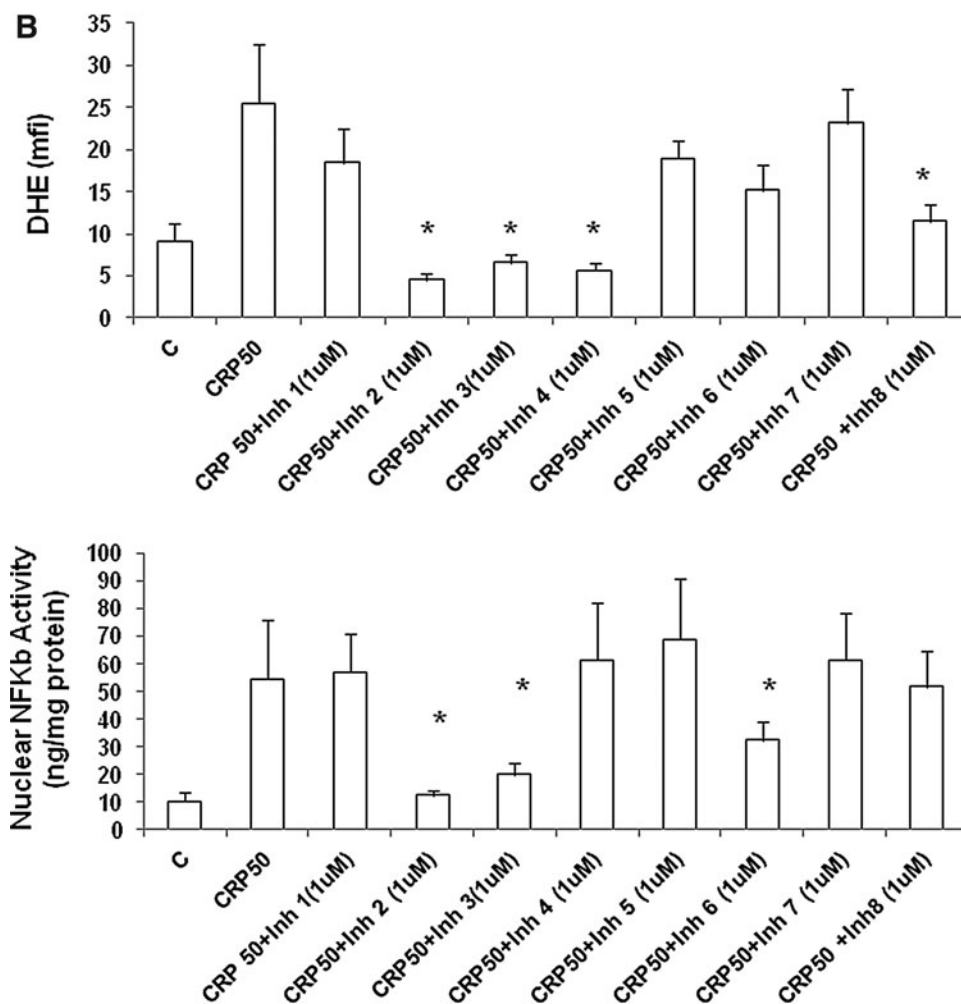 B
DHE (mfi)
35
30
25
20
15
10
5
0
*
*
*
*
C
CRP50
CRP 50+Inh 1(1uM)
CRP50+Inh 2 (1uM)
CRP50+Inh 3(1uM)
CRP50+Inh 4 (1uM)
CRP50+Inh 5 (1uM)
CRP50+Inh 6 (1uM)
CRP50+Inh 7 (1uM)
CRP50 +Inh8 (1uM)
Nuclear NFKb Activity
(ng/mg protein)
100
90
80
70
60
50
40
30
20
10
0
*
*
*
C
CRP50
CRP 50+Inh 1(1uM)
CRP50+Inh 2 (1uM)
CRP50+Inh 3(1uM)
CRP50+Inh 4 (1uM)
CRP50+Inh 5 (1uM)
CRP50+Inh 6 (1uM)
CRP50+Inh 7 (1uM)
CRP50 +Inh8 (1uM)